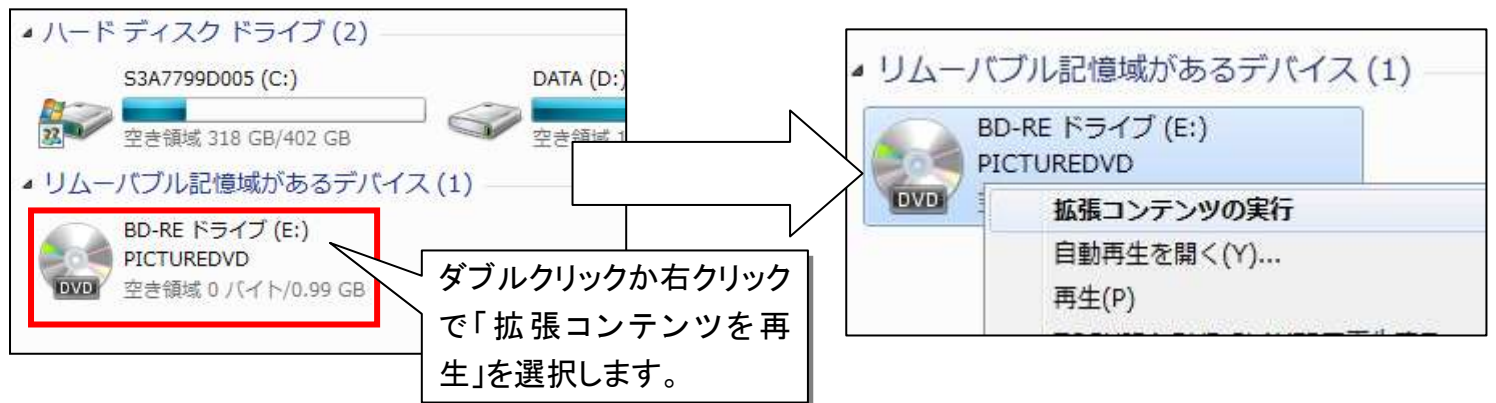 ハード ディスク ドライブ (2)
S3A7799D005 (C:)
空き領域 318 GB/402 GB
DATA (D:)
空き領域 1
リムーバブル記憶域があるデバイス (1)
BD-RE ドライブ (E:)
PICTUREDVD
DVD
空き領域 0 バイト/0.99 GB
ダブルクリックか右クリック
で「拡張コンテンツを再
生」を選択します。
リムーバブル記憶域があるデバイス (1)
BD-RE ドライブ (E:)
PICTUREDVD
DVD
拡張コンテンツの実行
自動再生を開く(Y)...
再生(P)